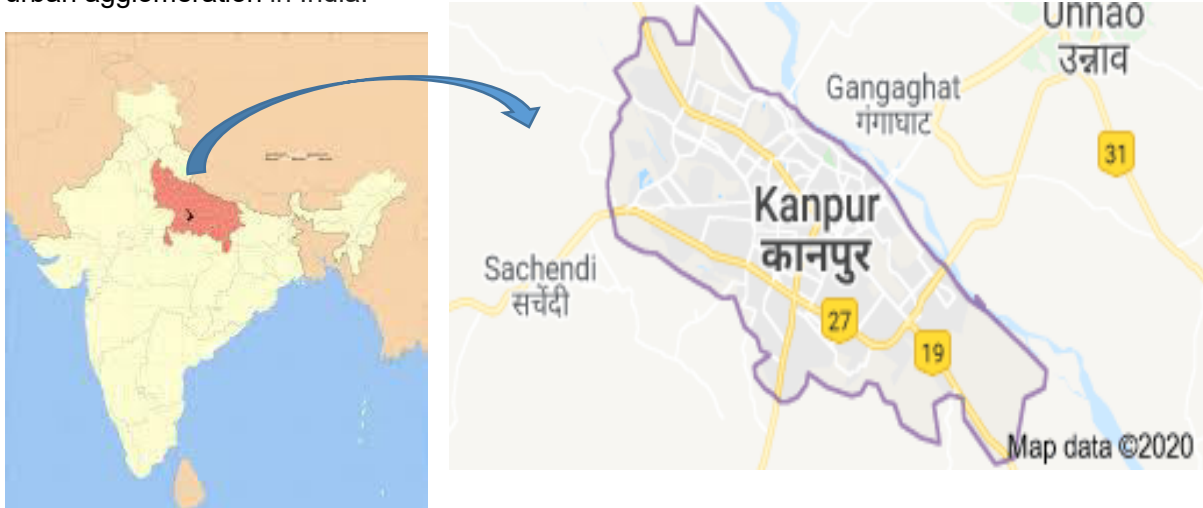 urban agglomeration in India.
Unnao
उन्नाव
Gangaghat
गंगाघाट
31
Kanpur
कानपुर
Sachendi
सचेंदी
27
19
Map data ©2020